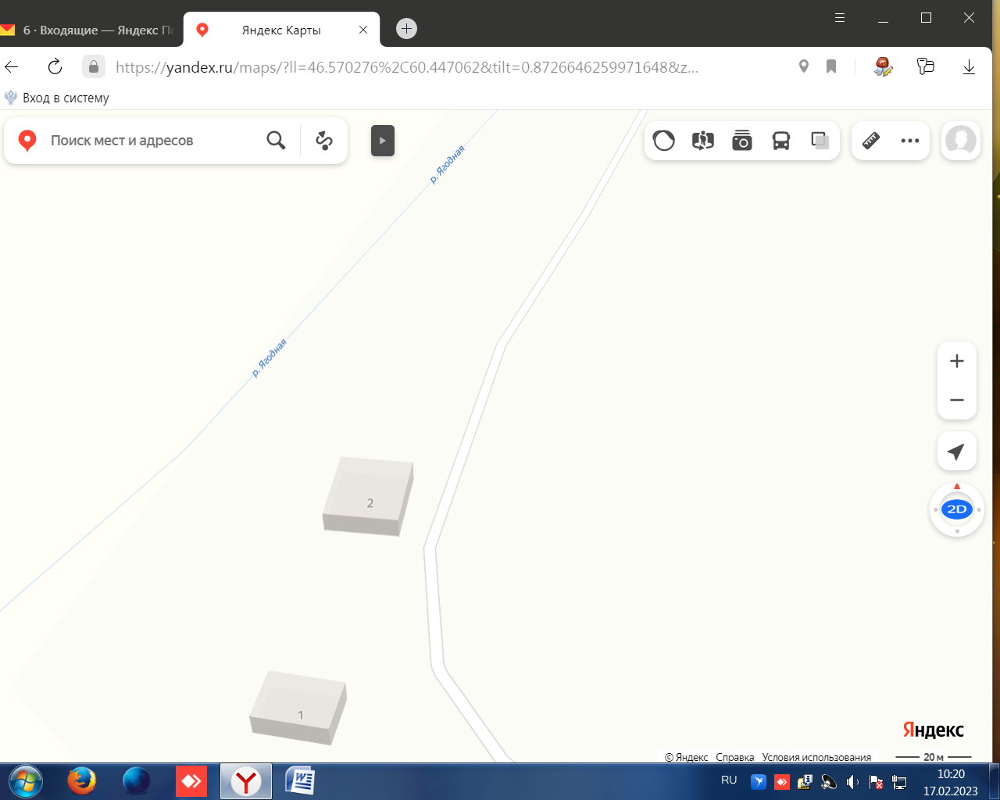 6 · Входящие — Яндекс По
Яндекс Карты
https://yandex.ru/maps/?ll=46.570276%2C60.447062&tilt=0.8726646259971648&z...
Вход в систему
Поиск мест и адресов
р. Ягодная
р. Ягодная
2
2D
1
Яндекс
© Яндекс Справка Условия использования 20 м
RU
10:20
17.02.2023